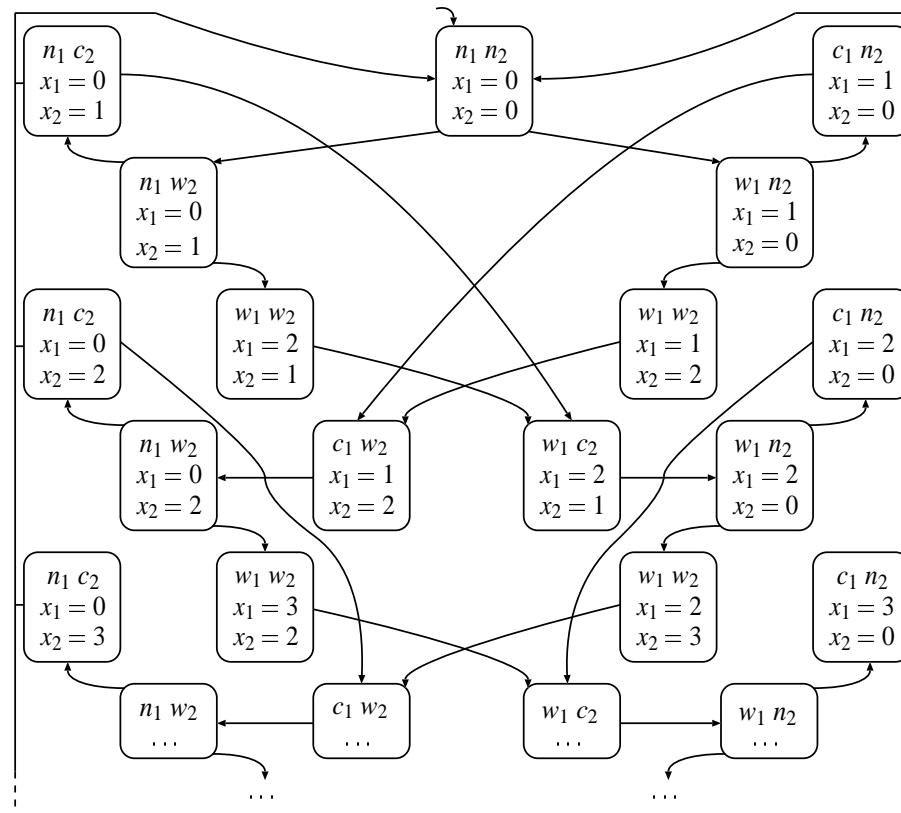 n₁ c₂
x₁ = 0
x₂ = 1
n₁ n₂
x₁ = 0
x₂ = 0
c₁ n₂
x₁ = 1
x₂ = 0
n₁ w₂
x₁ = 0
x₂ = 1
w₁ n₂
x₁ = 1
x₂ = 0
n₁ c₂
x₁ = 0
x₂ = 2
w₁ w₂
x₁ = 2
x₂ = 1
w₁ w₂
x₁ = 1
x₂ = 2
c₁ n₂
x₁ = 2
x₂ = 0
n₁ w₂
x₁ = 0
x₂ = 2
c₁ w₂
x₁ = 1
x₂ = 2
w₁ c₂
x₁ = 2
x₂ = 1
w₁ n₂
x₁ = 2
x₂ = 0
n₁ c₂
x₁ = 0
x₂ = 3
w₁ w₂
x₁ = 3
x₂ = 2
w₁ w₂
x₁ = 2
x₂ = 3
c₁ n₂
x₁ = 3
x₂ = 0
n₁ w₂
...
c₁ w₂
...
w₁ c₂
...
w₁ n₂
...
...
...